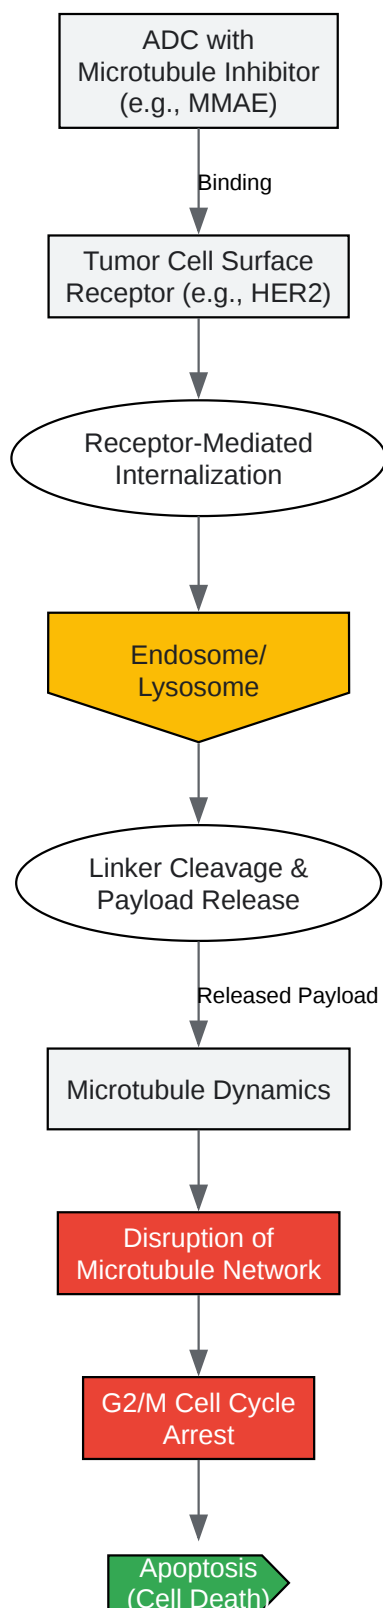 ADC with
Microtubule Inhibitor
(e.g., MMAE)
Binding
Tumor Cell Surface
Receptor (e.g., HER2)
Receptor-Mediated
Internalization
Endosome/
Lysosome
Linker Cleavage &
Payload Release
Released Payload
Microtubule Dynamics
Disruption of
Microtubule Network
G2/M Cell Cycle
Arrest
Apoptosis
(Cell Death)